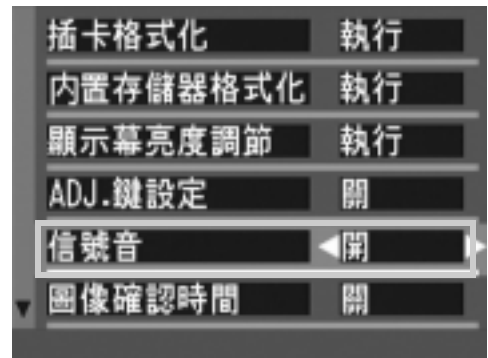 插卡格式化 執行
内置存儲器格式化 執行
顯示幕亮度調節 執行
ADJ.鍵設定 關
信號音 開
圖像確認時間 關